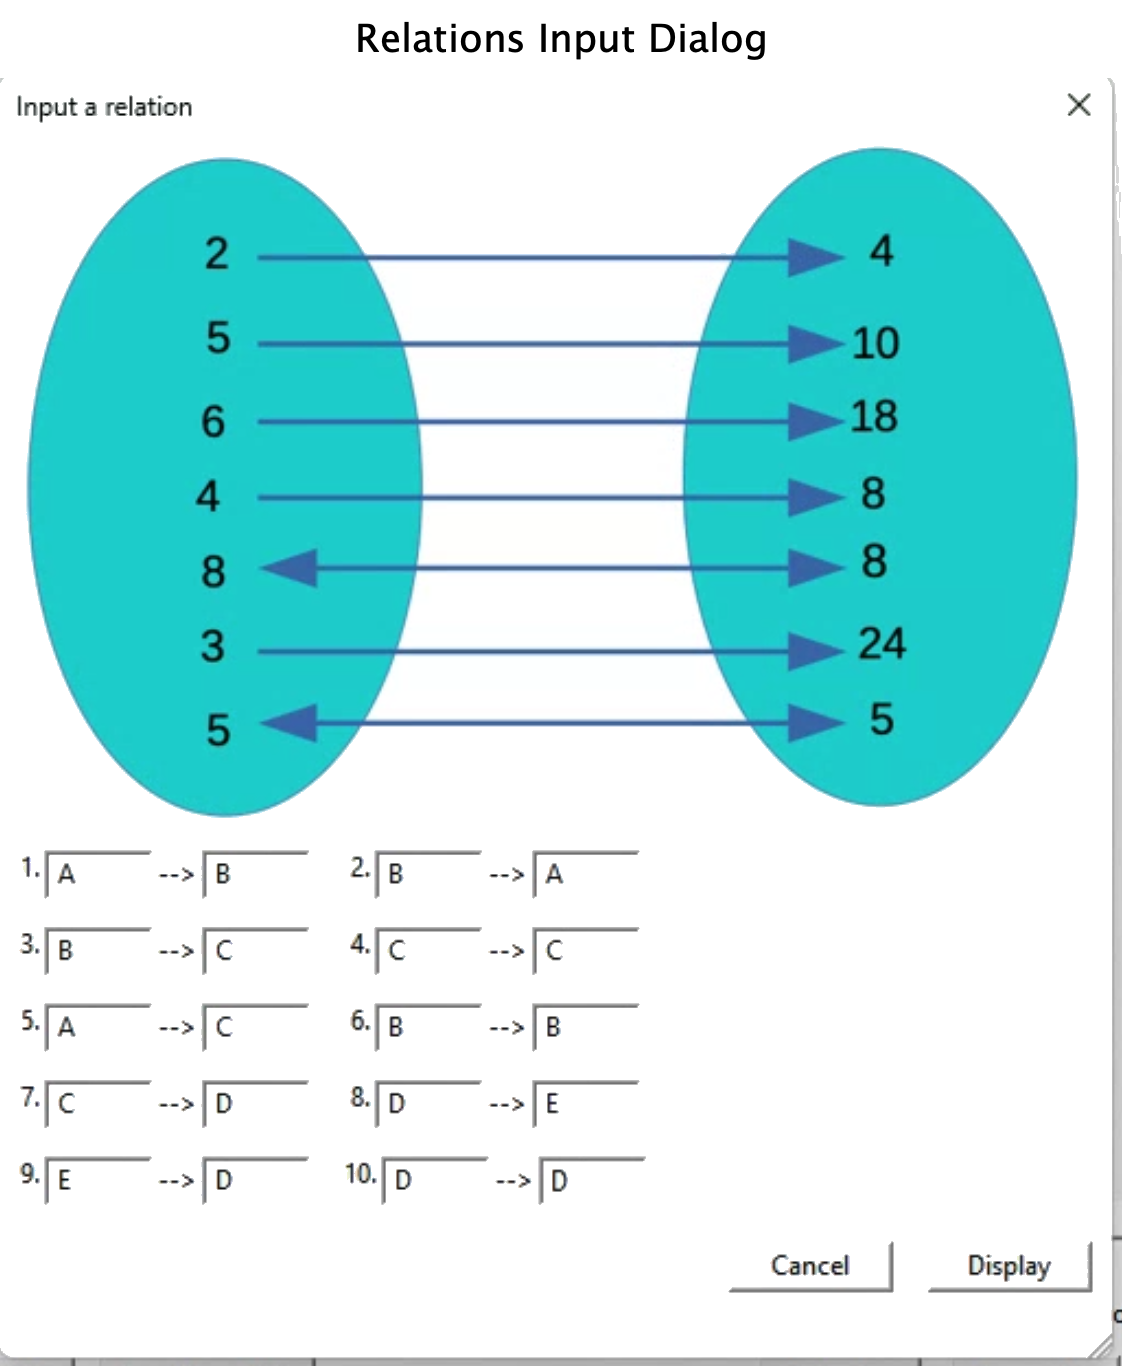 Relations Input Dialog
Input a relation
2 4
5 10
6 18
4 8
8 8
3 24
5 5
1. A --> B 2. B --> A
3. B --> C 4. C --> C
5. A --> C 6. B --> B
7. C --> D 8. D --> E
9. E --> D 10. D --> D
Cancel Display